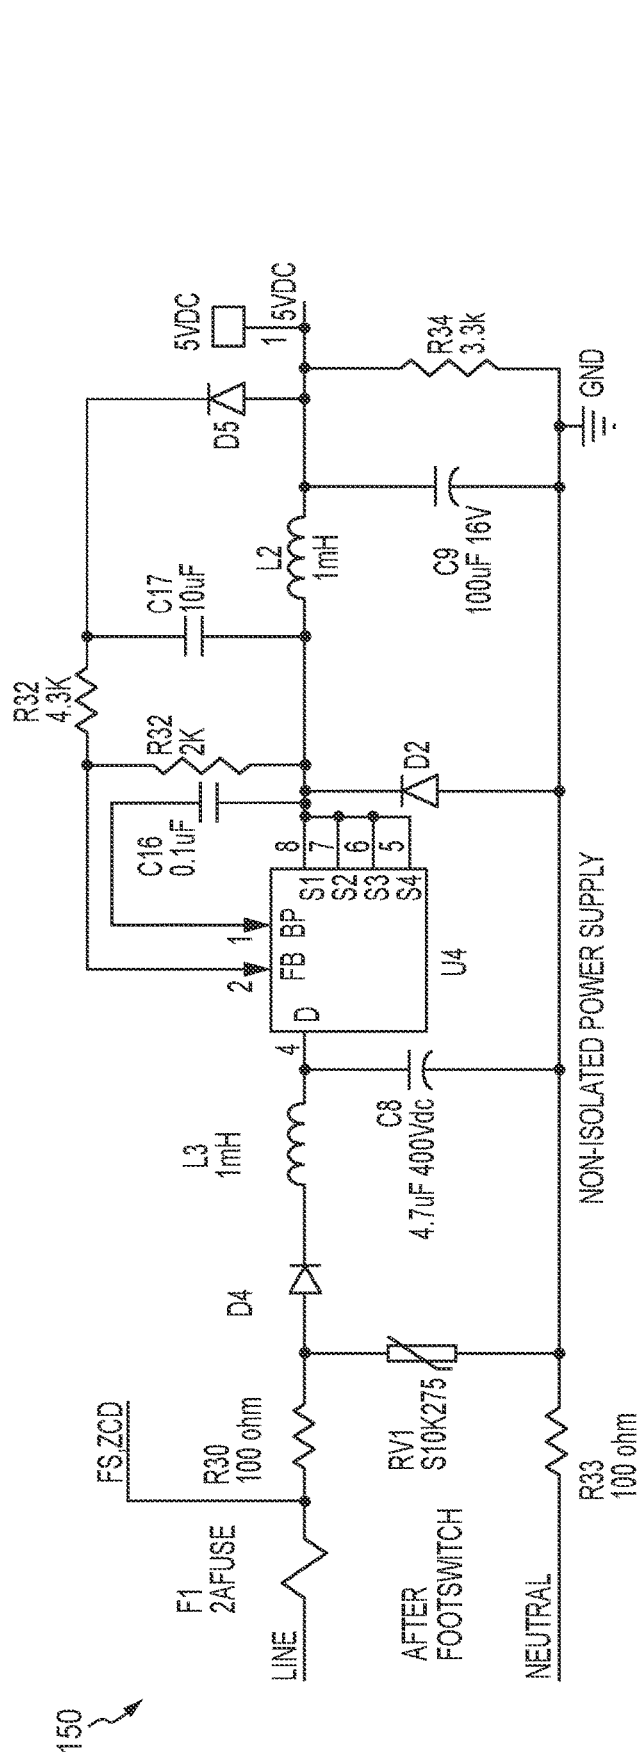 150
LINE
F1
2AFUSE
FS,ZCD
R30
100 ohm
AFTER
FOOTSWITCH
NEUTRAL
R33
100 ohm
RV1
S10K275
D4
L3
1mH
C8
4.7uF 400Vdc
4
D
2
FB
1
BP
U4
S1
S2
S3
S4
8
7
6
5
C16
0.1uF
R32
2K
R32
4.3K
D2
C17
10uF
L2
1mH
D5
C9
100uF 16V
R34
3.3k
5VDC
1
5VDC
GND
NON-ISOLATED POWER SUPPLY